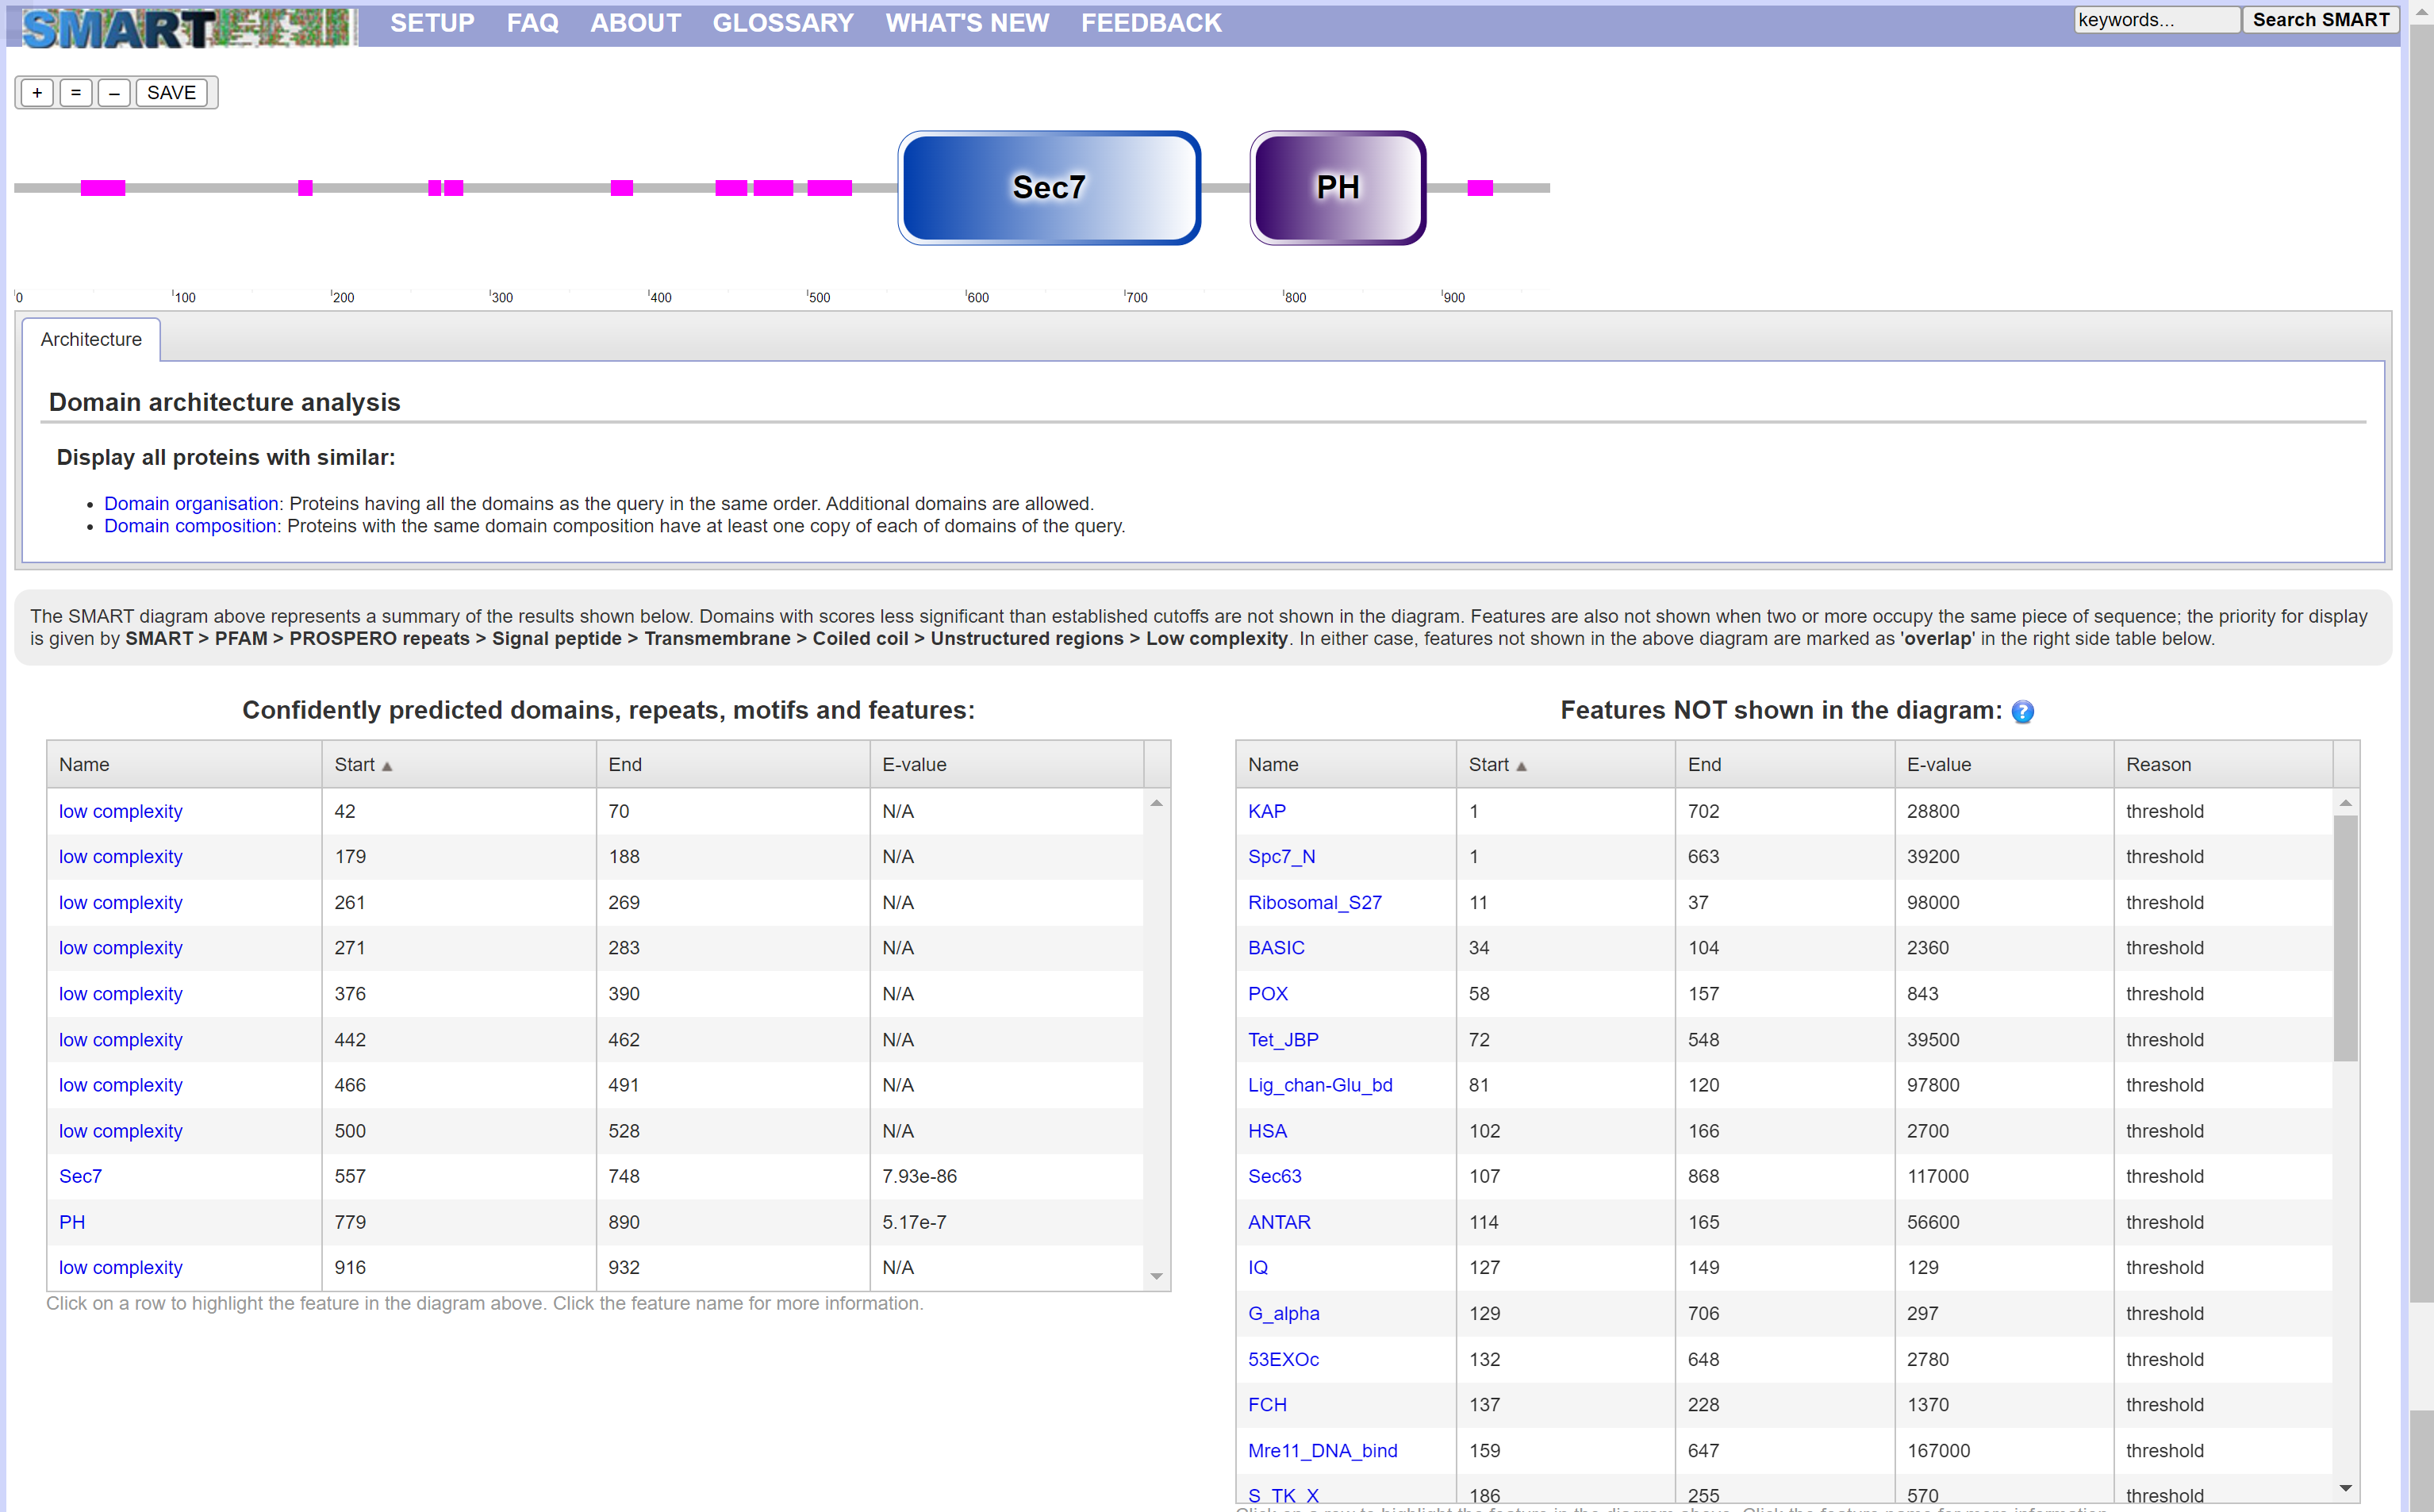 SMART SETUP FAQ ABOUT GLOSSARY WHAT'S NEW FEEDBACK keywords... Search SMART
+ = – SAVE
Sec7 PH
0 100 200 300 400 500 600 700 800 900
Architecture
Domain architecture analysis
Display all proteins with similar:
• Domain organisation: Proteins having all the domains as the query in the same order. Additional domains are allowed.
• Domain composition: Proteins with the same domain composition have at least one copy of each of domains of the query.
The SMART diagram above represents a summary of the results shown below. Domains with scores less significant than established cutoffs are not shown in the diagram. Features are also not shown when two or more occupy the same piece of sequence; the priority for display
is given by SMART > PFAM > PROSPERO repeats > Signal peptide > Transmembrane > Coiled coil > Unstructured regions > Low complexity. In either case, features not shown in the above diagram are marked as 'overlap' in the right side table below.
Confidently predicted domains, repeats, motifs and features:
Name Start End E-value
low complexity 42 70 N/A
low complexity 179 188 N/A
low complexity 261 269 N/A
low complexity 271 283 N/A
low complexity 376 390 N/A
low complexity 442 462 N/A
low complexity 466 491 N/A
low complexity 500 528 N/A
Sec7 557 748 7.93e-86
PH 779 890 5.17e-7
low complexity 916 932 N/A
Click on a row to highlight the feature in the diagram above. Click the feature name for more information.
Features NOT shown in the diagram: ?
Name Start End E-value Reason
KAP 1 702 28800 threshold
Spc7_N 1 663 39200 threshold
Ribosomal_S27 11 37 98000 threshold
BASIC 34 104 2360 threshold
POX 58 157 843 threshold
Tet_JBP 72 548 39500 threshold
Lig_chan-Glu_bd 81 120 97800 threshold
HSA 102 166 2700 threshold
Sec63 107 868 117000 threshold
ANTAR 114 165 56600 threshold
IQ 127 149 129 threshold
G_alpha 129 706 297 threshold
53EXOc 132 648 2780 threshold
FCH 137 228 1370 threshold
Mre11_DNA_bind 159 647 167000 threshold
S_TK_X 186 255 570 threshold